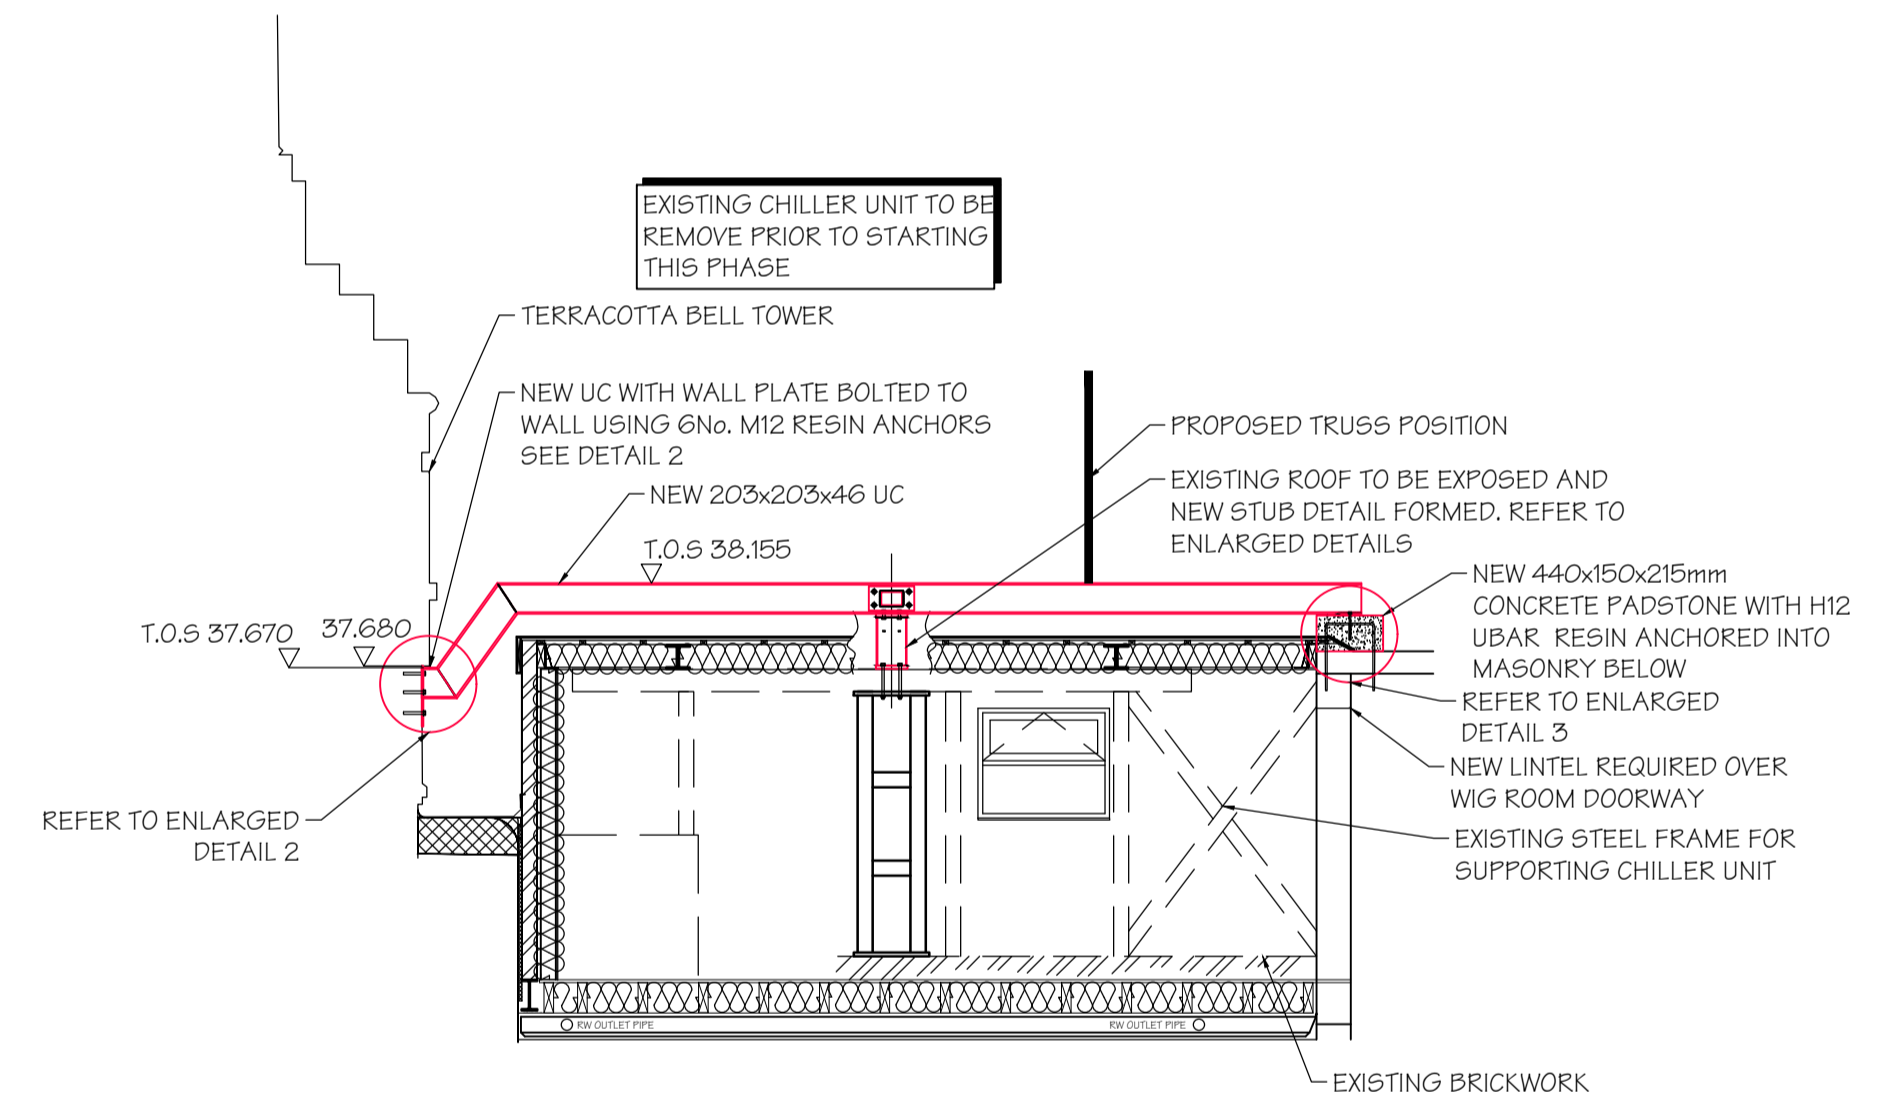 EXISTING CHILLER UNIT TO BE
REMOVE PRIOR TO STARTING
THIS PHASE
TERRACOTTA BELL TOWER
NEW UC WITH WALL PLATE BOLTED TO
WALL USING 6No. M12 RESIN ANCHORS
SEE DETAIL 2
NEW 203x203x46 UC
T.O.S 38.155
T.O.S 37.670
37.680
REFER TO ENLARGED
DETAIL 2
PROPOSED TRUSS POSITION
EXISTING ROOF TO BE EXPOSED AND
NEW STUB DETAIL FORMED. REFER TO
ENLARGED DETAILS
NEW 440x150x215mm
CONCRETE PADSTONE WITH H12
UBAR RESIN ANCHORED INTO
MASONRY BELOW
REFER TO ENLARGED
DETAIL 3
NEW LINTEL REQUIRED OVER
WIG ROOM DOORWAY
EXISTING STEEL FRAME FOR
SUPPORTING CHILLER UNIT
RW OUTLET PIPE
RW OUTLET PIPE
EXISTING BRICKWORK